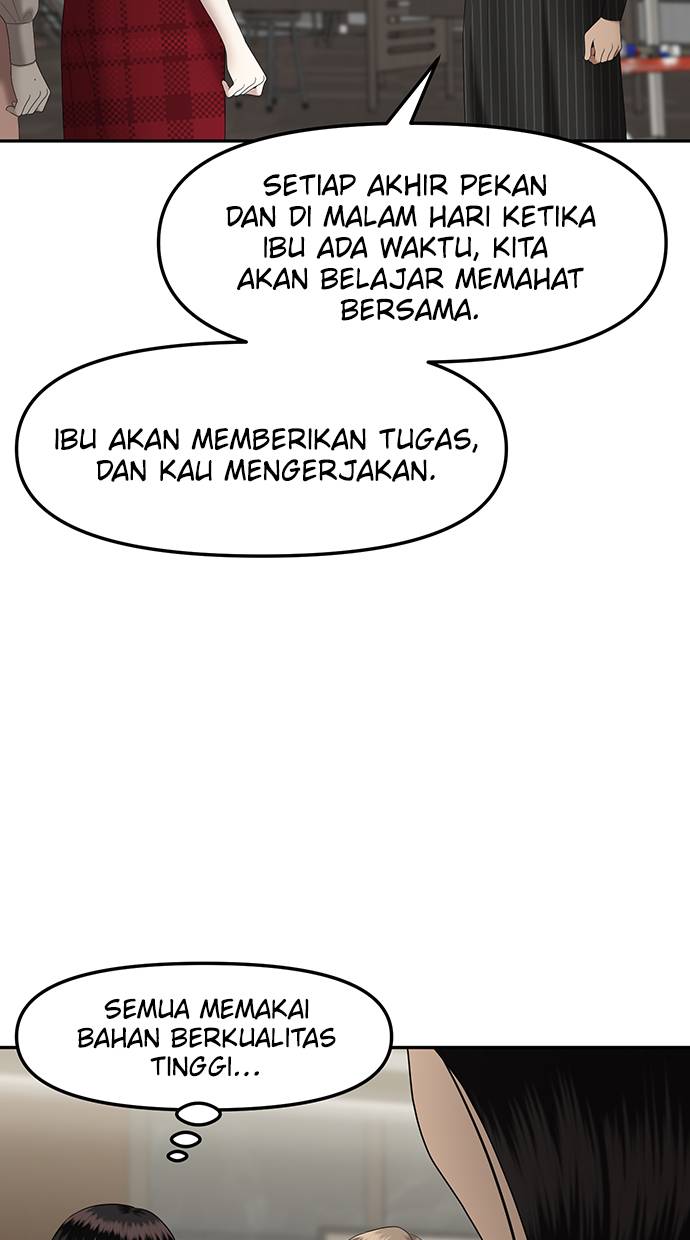 SETIAP AKHIR PEKAN
DAN DI MALAM HARI KETIKA
IBU ADA WAKTU, KITA
AKAN BELAJAR MEMAHAT
BERSAMA.
IBU AKAN MEMBERIKAN TUGAS,
DAN KAU MENGERJAKAN.
SEMUA MEMAKAI
BAHAN BERKUALITAS
TINGGI...